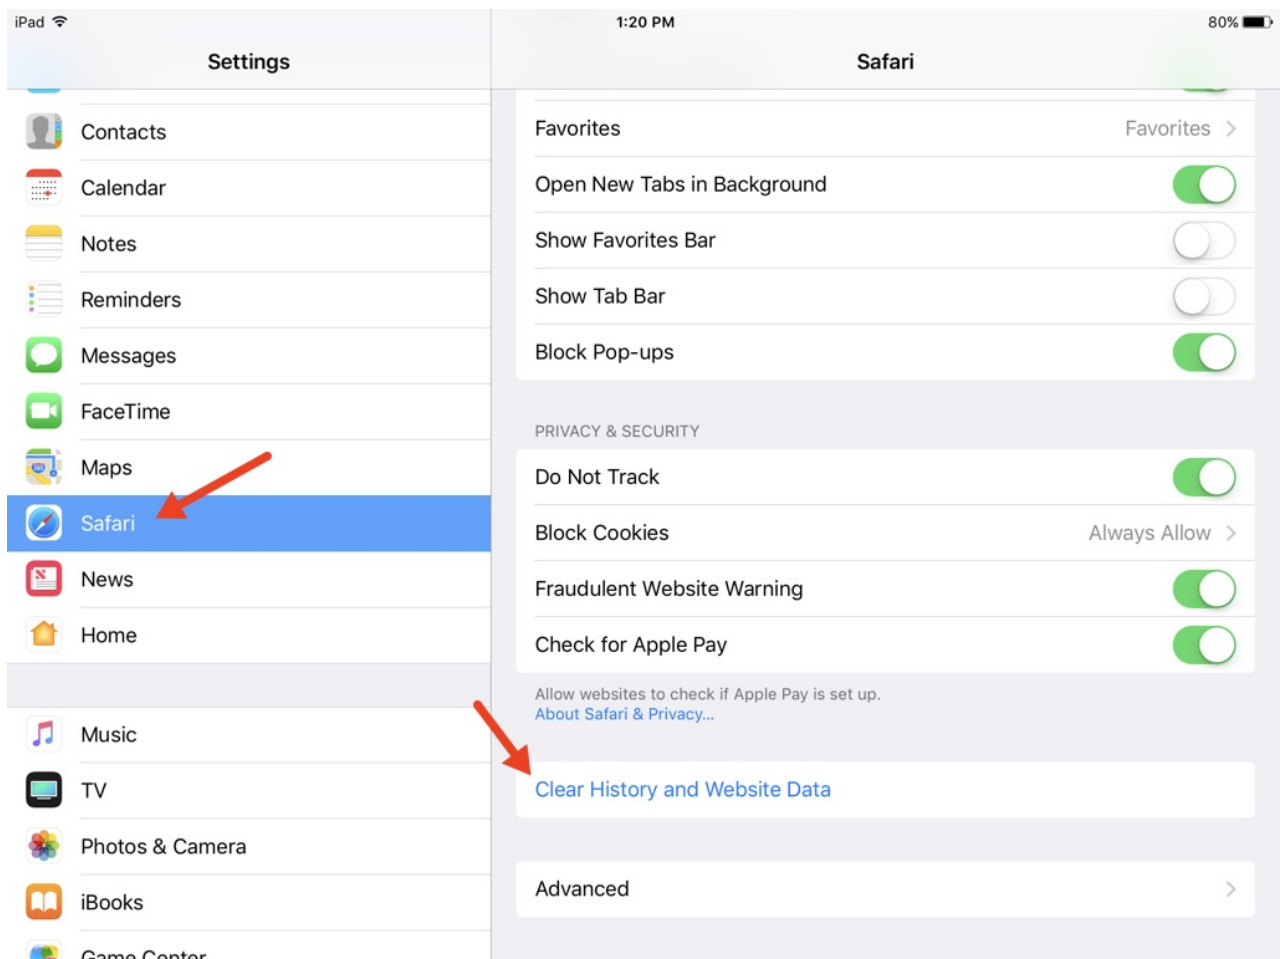 iPad
1:20 PM
80%
Settings
Contacts
Calendar
Notes
Reminders
Messages
FaceTime
Maps
Safari
News
Home
Music
TV
Photos & Camera
iBooks
Game Center
Safari
Favorites Favorites
Open New Tabs in Background
Show Favorites Bar
Show Tab Bar
Block Pop-ups
PRIVACY & SECURITY
Do Not Track
Block Cookies Always Allow
Fraudulent Website Warning
Check for Apple Pay
Allow websites to check if Apple Pay is set up.
About Safari & Privacy...
Clear History and Website Data
Advanced